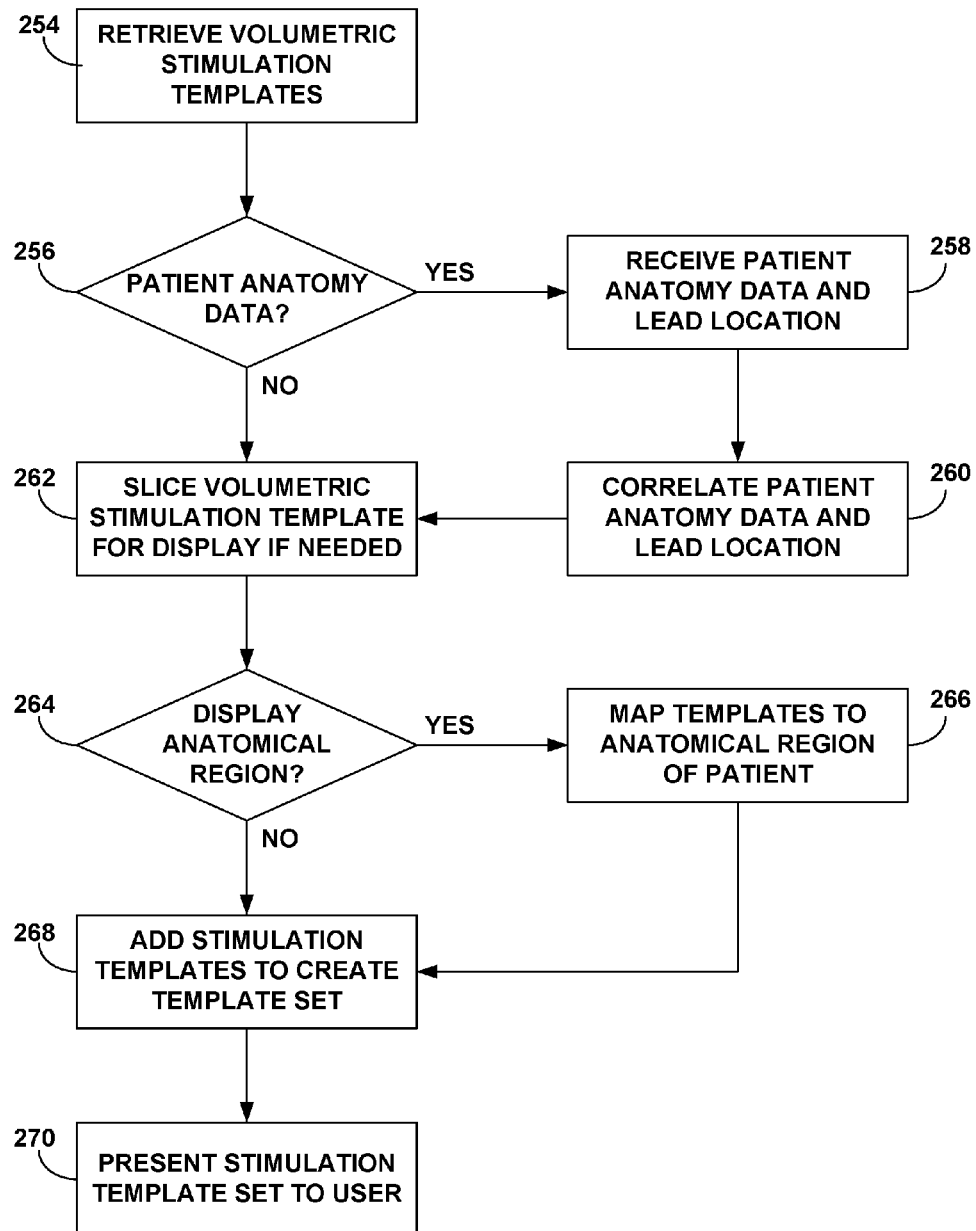 254
RETRIEVE VOLUMETRIC
STIMULATION
TEMPLATES
256
PATIENT ANATOMY
DATA?
YES
NO
258
RECEIVE PATIENT
ANATOMY DATA AND
LEAD LOCATION
262
SLICE VOLUMETRIC
STIMULATION TEMPLATE
FOR DISPLAY IF NEEDED
260
CORRELATE PATIENT
ANATOMY DATA AND
LEAD LOCATION
264
DISPLAY
ANATOMICAL
REGION?
YES
NO
266
MAP TEMPLATES TO
ANATOMICAL REGION
OF PATIENT
268
ADD STIMULATION
TEMPLATES TO CREATE
TEMPLATE SET
270
PRESENT STIMULATION
TEMPLATE SET TO USER